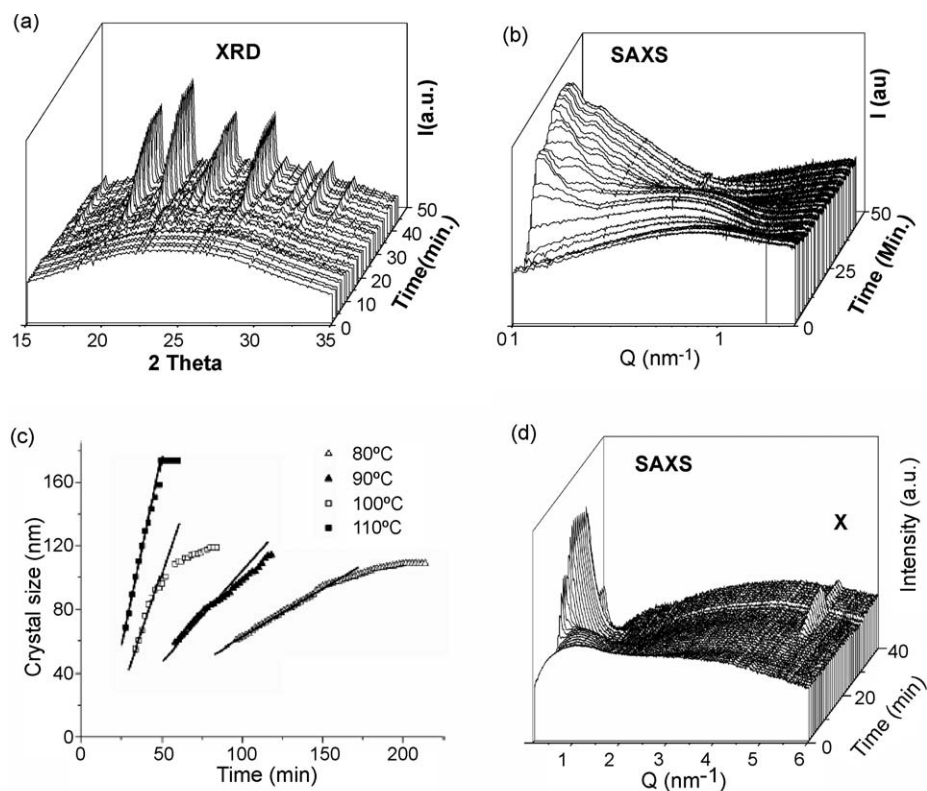 (a)
XRD
I(a.u.)
50
40
30
20
10
0
Time(min.)
15 20 25 30 35
2 Theta
(b)
SAXS
I (au)
50
25
0
Time (Min.)
01 1
Q (nm-1)
(c)
Crystal size (nm)
160
120
80
40
0
80ºC
90ºC
100ºC
110ºC
0 50 100 150 200
Time (min)
(d)
SAXS
X
Intensity (a.u.)
40
20
0
Time (min)
1 2 3 4 5 6
Q (nm-1)